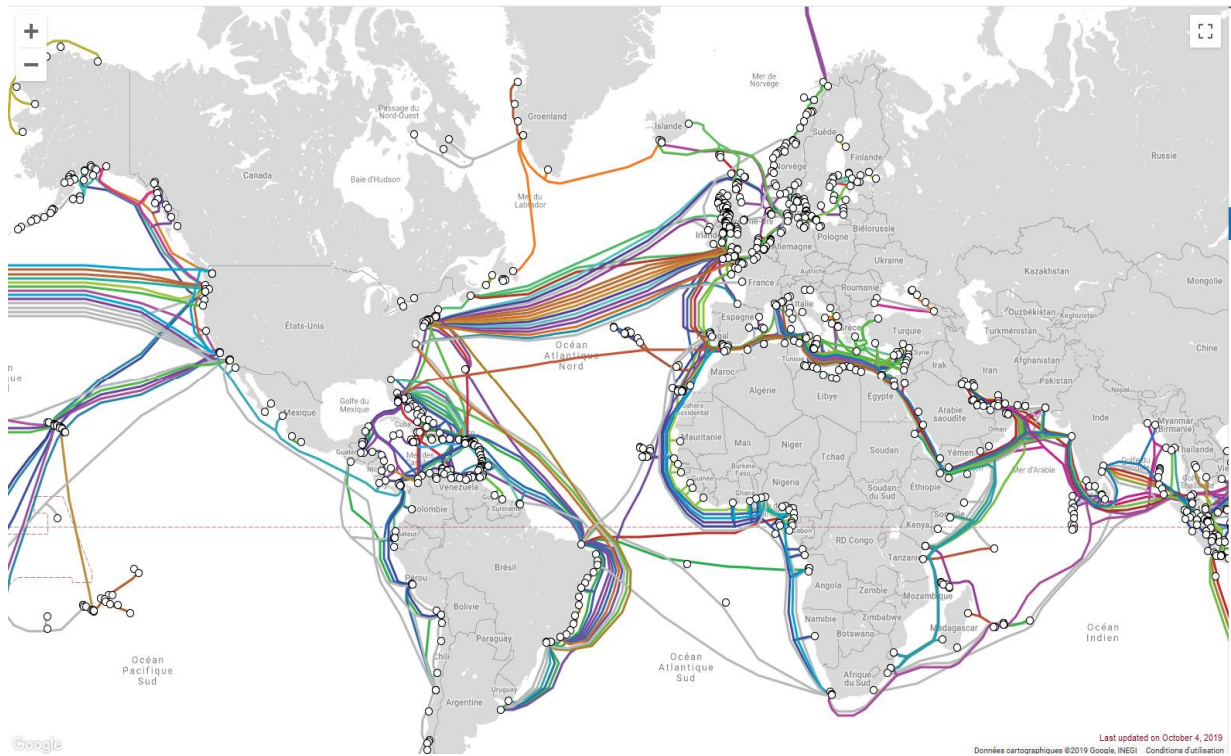 +
−
Mer de
Norvège
Groenland
Passage du
Nord-Ouest
Islande
Suède
Finlande
Norvège
Russie
Canada
Baie d'Hudson
Mer du
Labrador
Biélorussie
Pologne
Allemagne
Ukraine
Kazakhstan
Mongolie
Autriche
France
Roumanie
Italie
Ouzbékistan
Kirghizistan
États-Unis
Espagne
Turquie
Turkménistan
Chine
Océan
Atlantique
Nord
Tunisie
Syrie
Irak
Iran
Afghanistan
Pakistan
Népal
Maroc
Algérie
Libye
Égypte
Arabie
saoudite
Golfe du
Mexique
Mexique
Cuba
Sahara
Occidental
Oman
Inde
Myanmar
(Birmanie)
Mauritanie
Mali
Niger
Tchad
Soudan
Yémen
Mer d'Arabie
Thaïlande
Burkina
Faso
Guinée
Nigeria
Ghana
Soudan
du Sud
Éthiopie
Somalie
Venezuela
Suriname
Colombie
Gabon
Kenya
RD Congo
Tanzanie
Pérou
Brésil
Angola
Zambie
Mozambique
Bolivie
Namibie
Zimbabwe
Botswana
Madagascar
Paraguay
Chili
Océan
Indien
Océan
Pacifique
Sud
Océan
Atlantique
Sud
Afrique
du Sud
Uruguay
Argentine
Google
Last updated on October 4, 2019
Données cartographiques ©2019 Google, INEGI Conditions d'utilisation